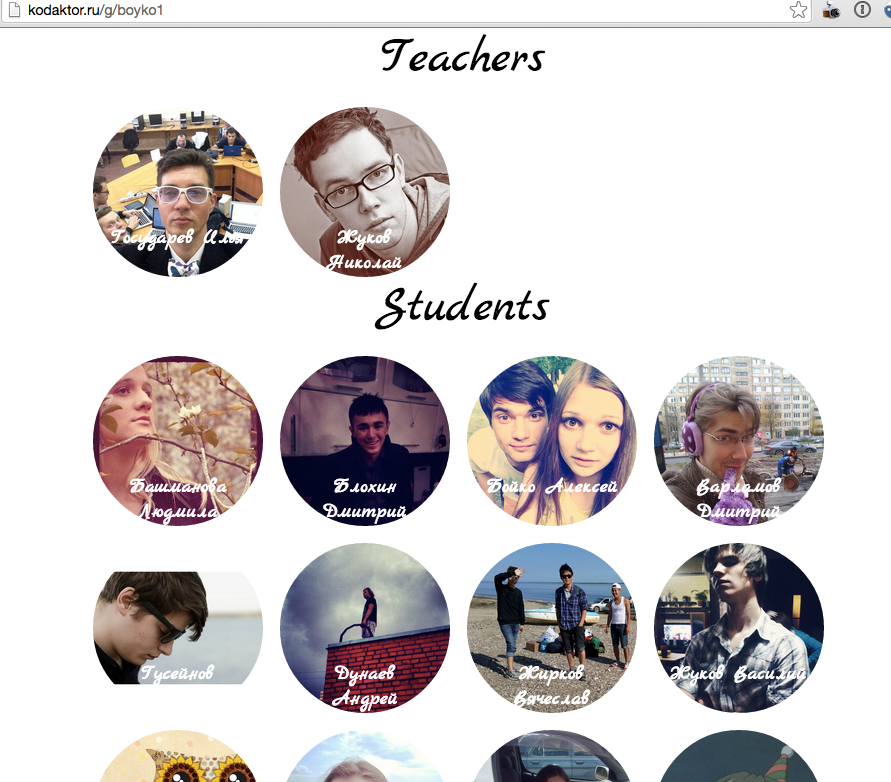 kodaktor.ru/g/boyko1
Teachers
Государев Илья
Жуков
Николай
Students
Башманова
Людмила
Блохин
Дмитрий
Бойко Алексей
Варламов
Дмитрий
Гусейнов
Дунаев
Андрей
Жирков
Вячеслав
Жуков Василий